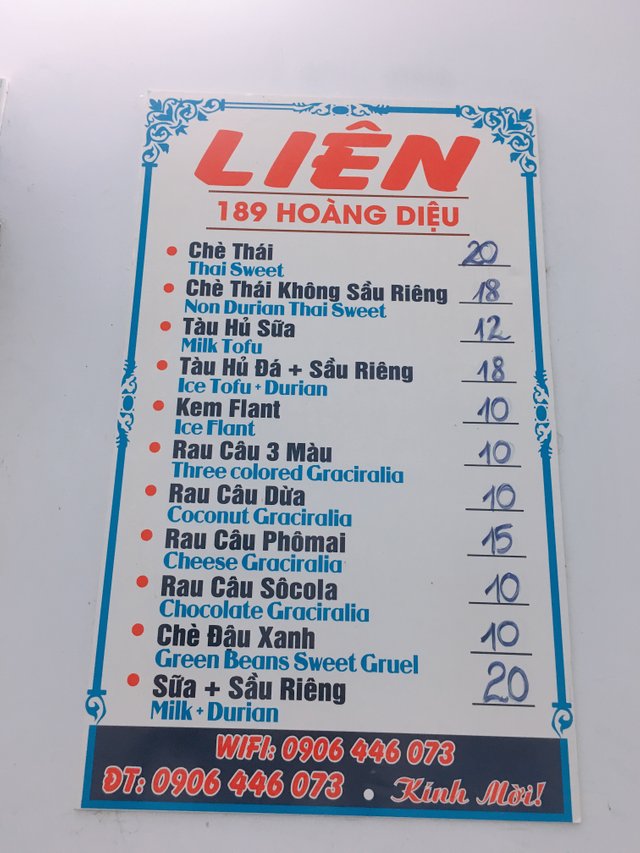 LIÊN
189 HOÀNG DIỆU
• Chè Thái 20
Thai Sweet
• Chè Thái Không Sầu Riêng 18
Non Durian Thai Sweet
• Tàu Hủ Sữa 12
Milk Tofu
• Tàu Hủ Đá + Sầu Riêng 18
Ice Tofu + Durian
• Kem Flant 10
Ice Flant
• Rau Câu 3 Màu 10
Three colored Graciralia
• Rau Câu Dừa 10
Coconut Graciralia
• Rau Câu Phômai 15
Cheese Graciralia
• Rau Câu Sôcola 10
Chocolate Graciralia
• Chè Đậu Xanh 10
Green Beans Sweet Gruel
• Sữa + Sầu Riêng 20
Milk + Durian
WIFI: 0906 446 073
ĐT: 0906 446 073 • Kính Mời!